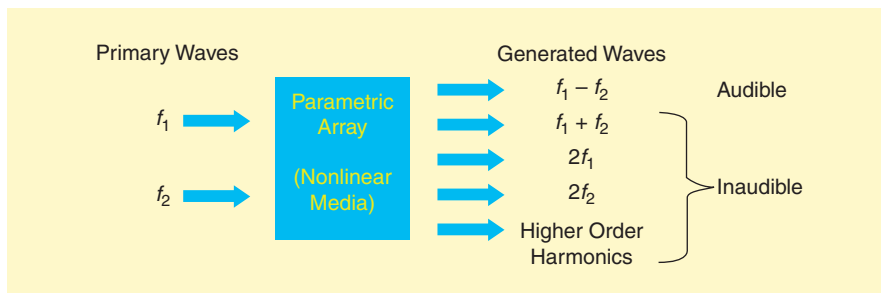 Primary Waves
f₁
f₂
Parametric
Array
(Nonlinear
Media)
Generated Waves
f₁ – f₂
f₁ + f₂
2f₁
2f₂
Higher Order
Harmonics
Audible
Inaudible